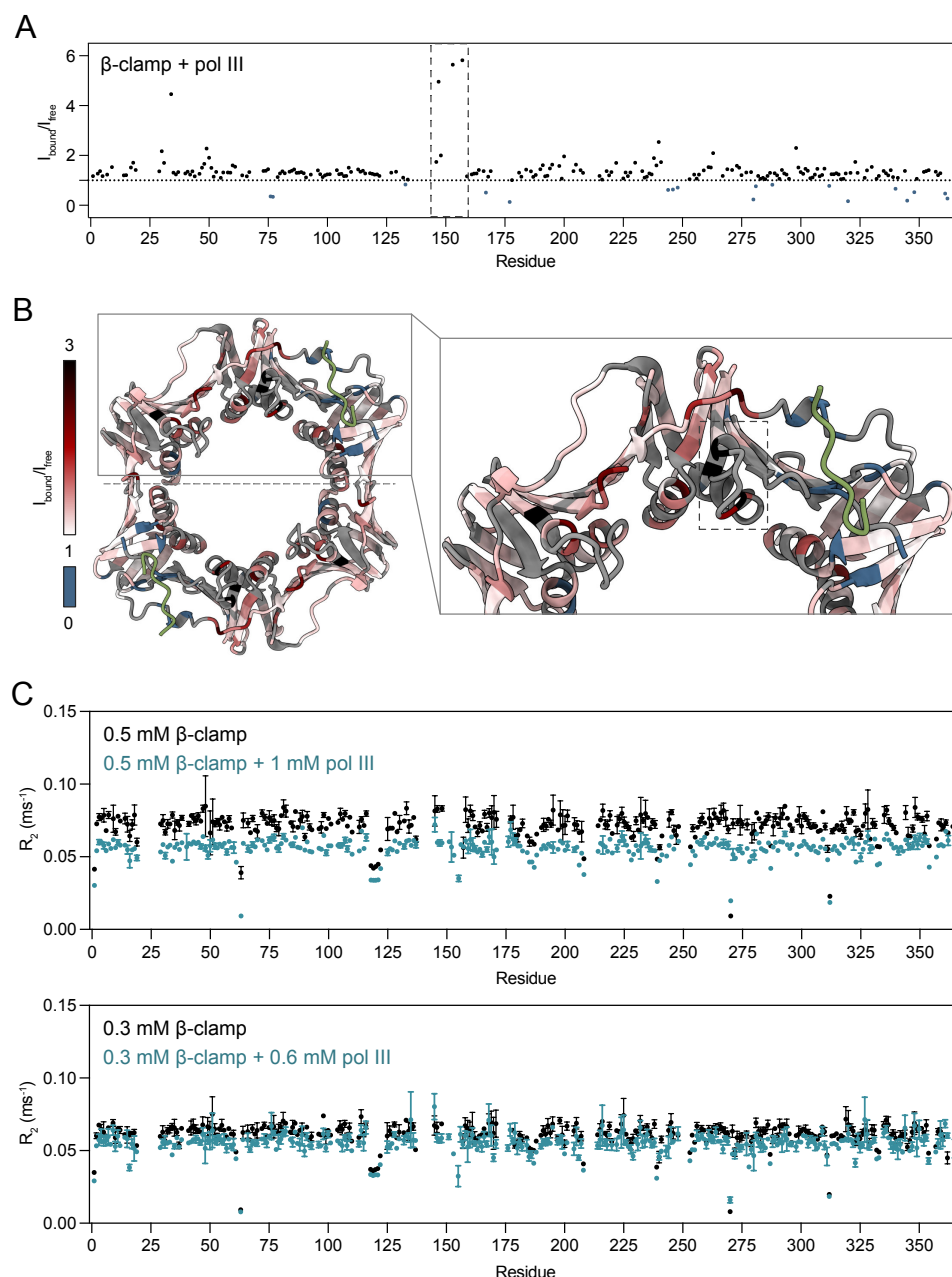 A
β-clamp + pol III
I_bound/I_free
6
4
2
0
0 25 50 75 100 125 150 175 200 225 250 275 300 325 350
Residue
B
3
I_bound/I_free
1
0
C
0.15
0.10
0.05
0.00
R₂ (ms⁻¹)
0.5 mM β-clamp
0.5 mM β-clamp + 1 mM pol III
0 25 50 75 100 125 150 175 200 225 250 275 300 325 350
Residue
0.15
0.10
0.05
0.00
R₂ (ms⁻¹)
0.3 mM β-clamp
0.3 mM β-clamp + 0.6 mM pol III
0 25 50 75 100 125 150 175 200 225 250 275 300 325 350
Residue